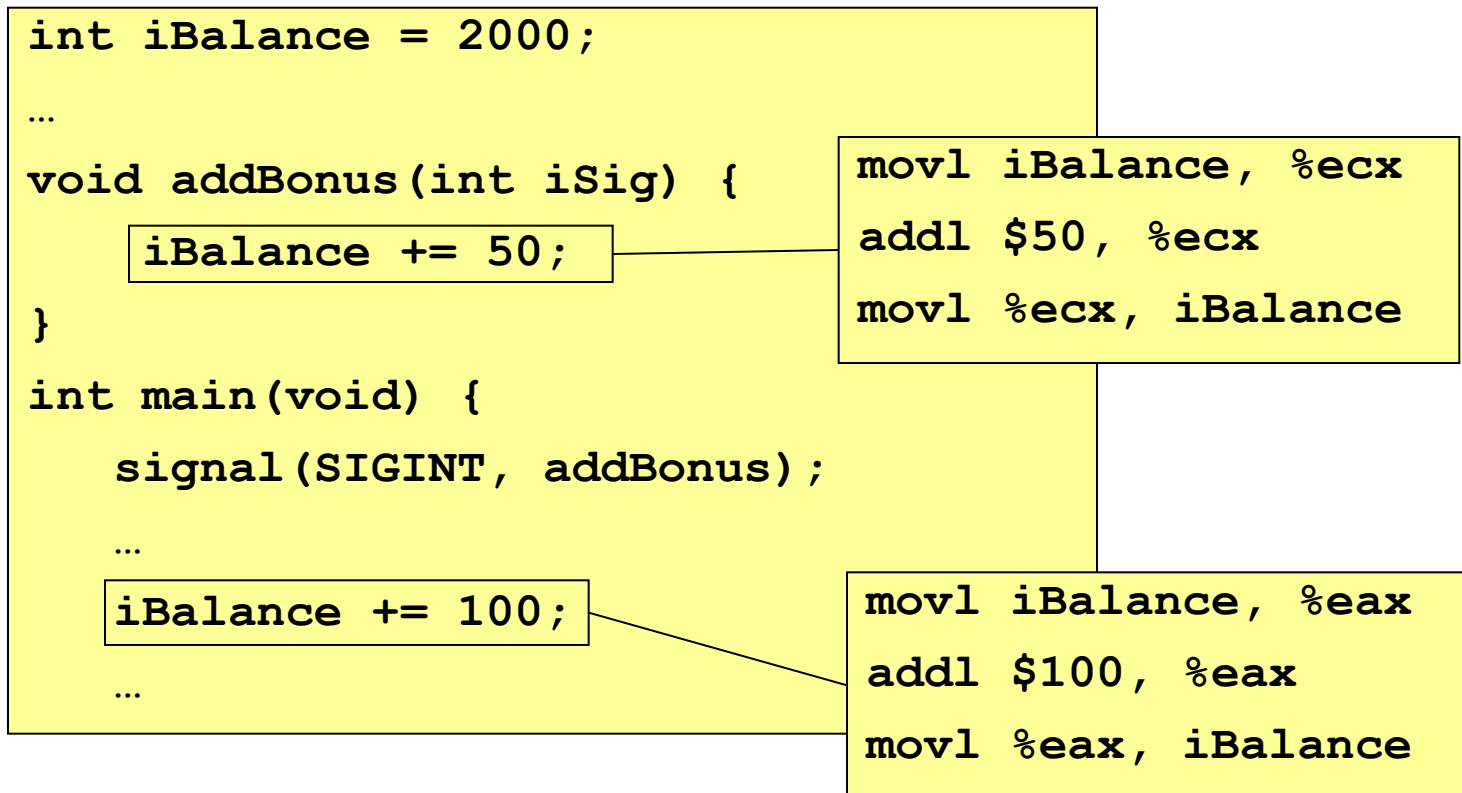 int iBalance = 2000;
…
void addBonus(int iSig) {
iBalance += 50;
}
int main(void) {
signal(SIGINT, addBonus);
…
iBalance += 100;
…
movl iBalance, %ecx
addl $50, %ecx
movl %ecx, iBalance
movl iBalance, %eax
addl $100, %eax
movl %eax, iBalance